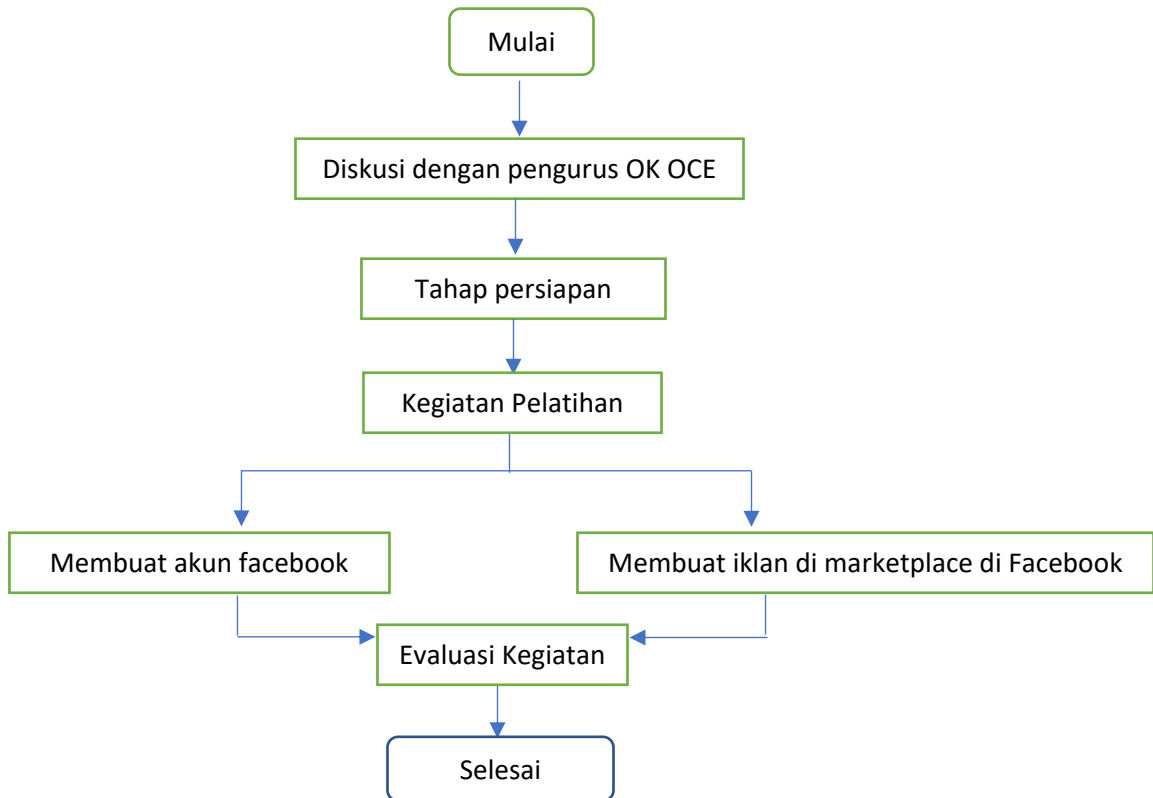 Mulai
Diskusi dengan pengurus OK OCE
Tahap persiapan
Kegiatan Pelatihan
Membuat akun facebook
Membuat iklan di marketplace di Facebook
Evaluasi Kegiatan
Selesai